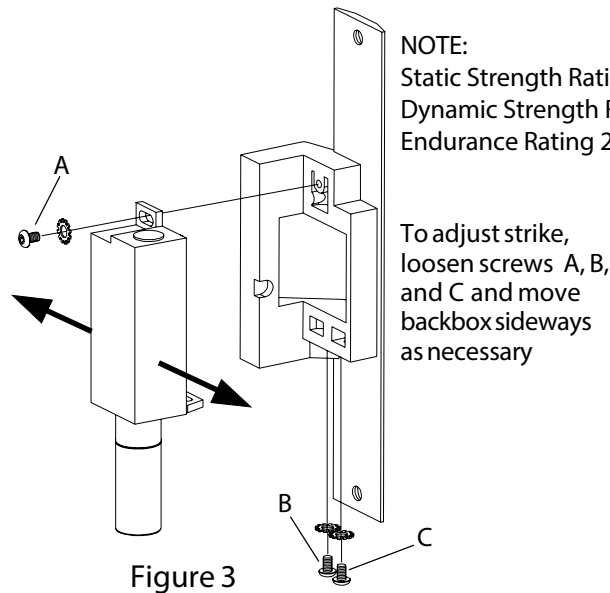 NOTE:
Static Strength
Dynamic Strength
Endurance Rating
A
To adjust strike,
loosen screws A, B,
and C and move
backbox sideways
as necessary
B
C
Figure 3